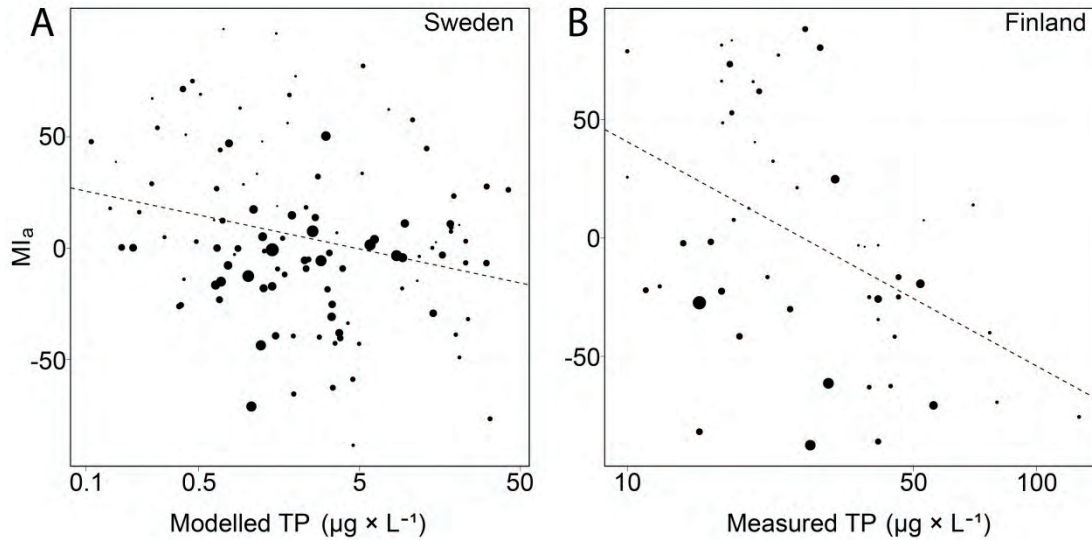 A
Sweden
MIₐ
50
0
-50
0.1 0.5 5 50
Modelled TP (µg × L⁻¹)
B
Finland
50
0
-50
10 50 100
Measured TP (µg × L⁻¹)